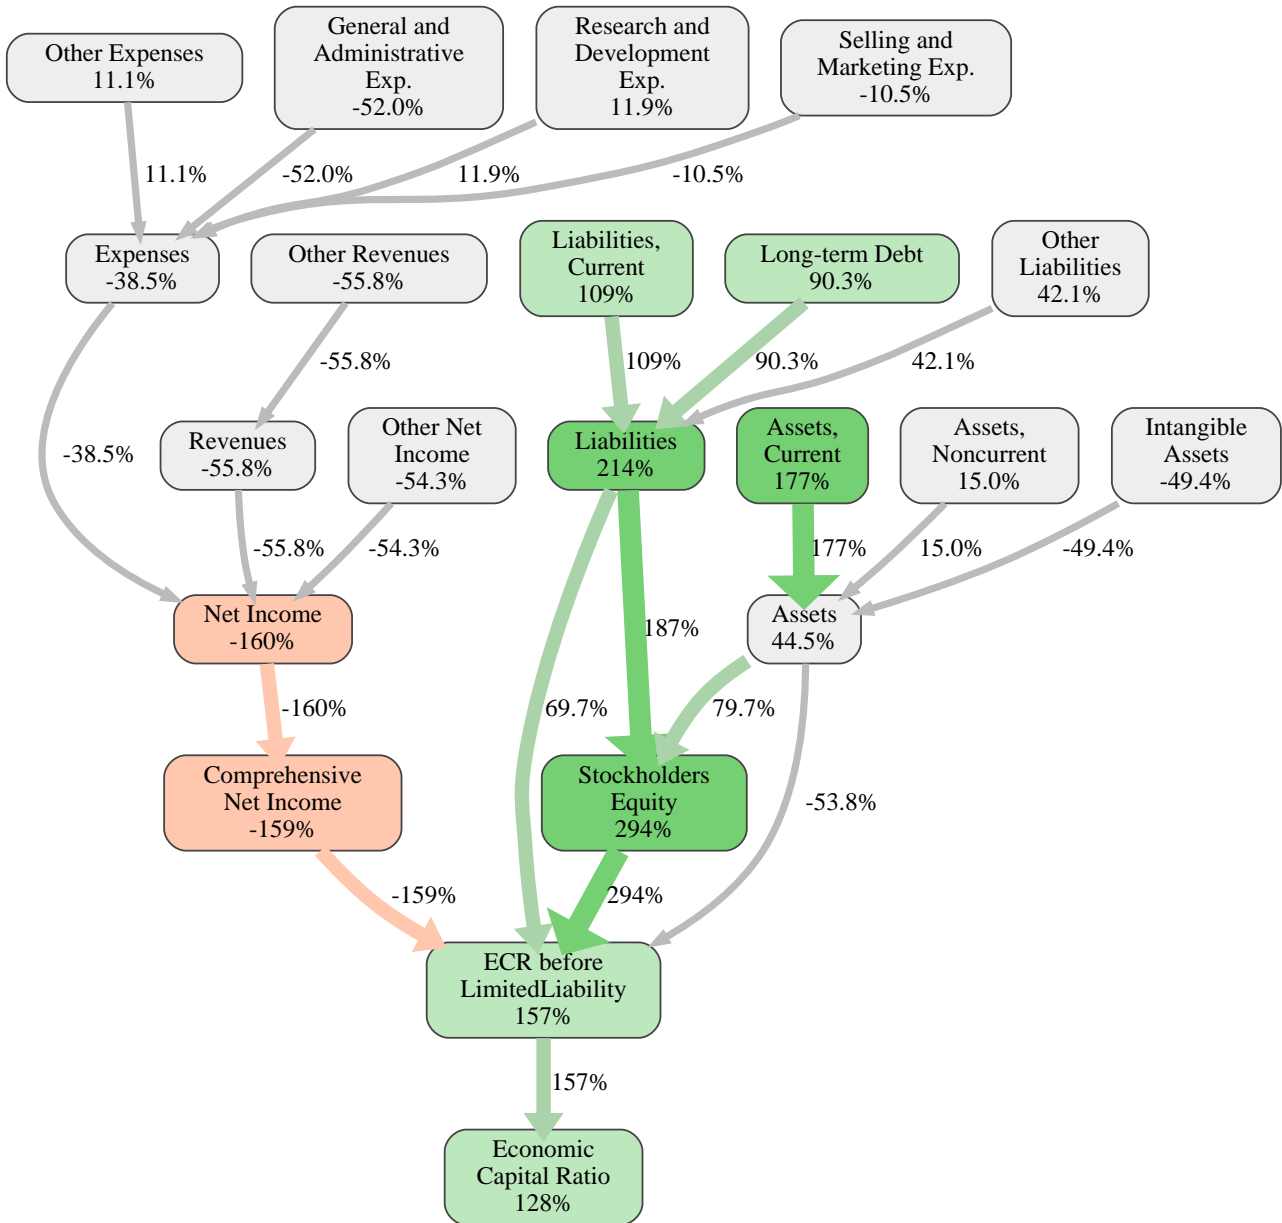 Other Expenses
11.1%
General and
Administrative
Exp.
-52.0%
Research and
Development
Exp.
11.9%
Selling and
Marketing Exp.
-10.5%
11.1%
-52.0%
11.9%
-10.5%
Expenses
-38.5%
Other Revenues
-55.8%
Liabilities,
Current
109%
Long-term Debt
90.3%
Other
Liabilities
42.1%
-55.8%
109%
90.3%
42.1%
-38.5%
Revenues
-55.8%
Other Net
Income
-54.3%
Liabilities
214%
Assets,
Current
177%
Assets,
Noncurrent
15.0%
Intangible
Assets
-49.4%
-55.8%
-54.3%
177%
15.0%
-49.4%
Net Income
-160%
187%
Assets
44.5%
-160%
69.7%
79.7%
Comprehensive
Net Income
-159%
Stockholders
Equity
294%
-53.8%
-159%
294%
ECR before
LimitedLiability
157%
157%
Economic
Capital Ratio
128%